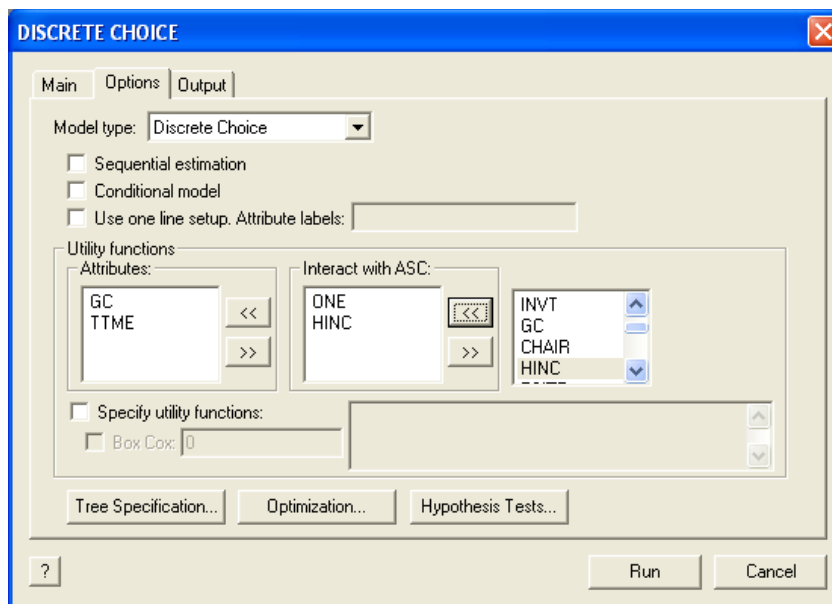 DISCRETE CHOICE
Main Options Output
Model type: Discrete Choice
Sequential estimation
Conditional model
Use one line setup. Attribute labels:
Utility functions
Attributes: Interact with ASC:
GC << ONE << INVT
TTME HINC GC
>> >> CHAIR
HINC
Specify utility functions:
Box Cox: 0
Tree Specification... Optimization... Hypothesis Tests...
? Run Cancel